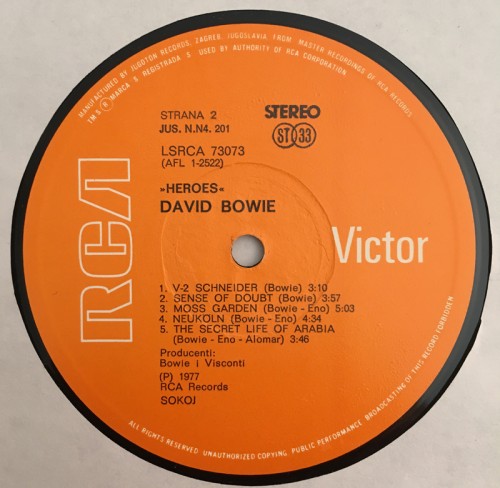 MANUFACTURED BY JUGOTON RECORDS, ZAGREB, JUGOSLAVIA, FROM MASTER RECORDINGS OF RCA RECORDS
TM S ® MARCA S REGISTRADA S USED BY AUTHORITY OF RCA CORPORATION
STRANA 2
JUS. N.N4. 201
STEREO
ST 33
LSRCA 73073
(AFL 1-2522)
»HEROES«
DAVID BOWIE
RCA
Victor
1. V-2 SCHNEIDER (Bowie) 3:10
2. SENSE OF DOUBT (Bowie) 3:57
3. MOSS GARDEN (Bowie - Eno) 5:03
4. NEUKÖLN (Bowie - Eno) 4:34
5. THE SECRET LIFE OF ARABIA
(Bowie - Eno - Alomar) 3:46
Producenti:
Bowie i Visconti
(P) 1977
RCA Records
SOKOJ
ALL RIGHTS RESERVED. UNAUTHORIZED COPYING, PUBLIC PERFORMANCE, BROADCASTING OF THIS RECORD FORBIDDEN